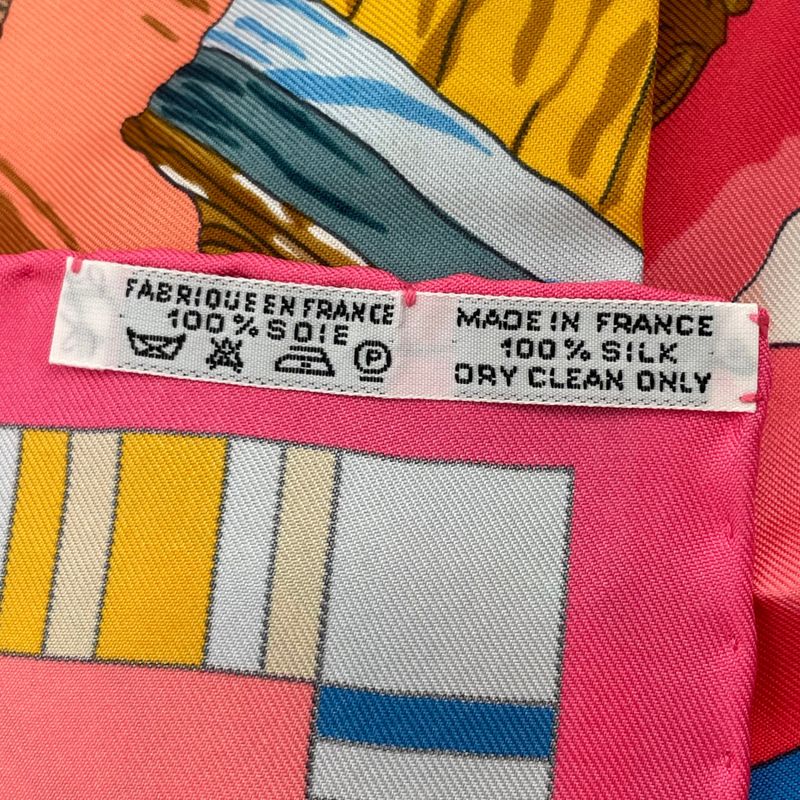 FABRIQUE EN FRANCE
100% SOIE
P
MADE IN FRANCE
100% SILK
DRY CLEAN ONLY